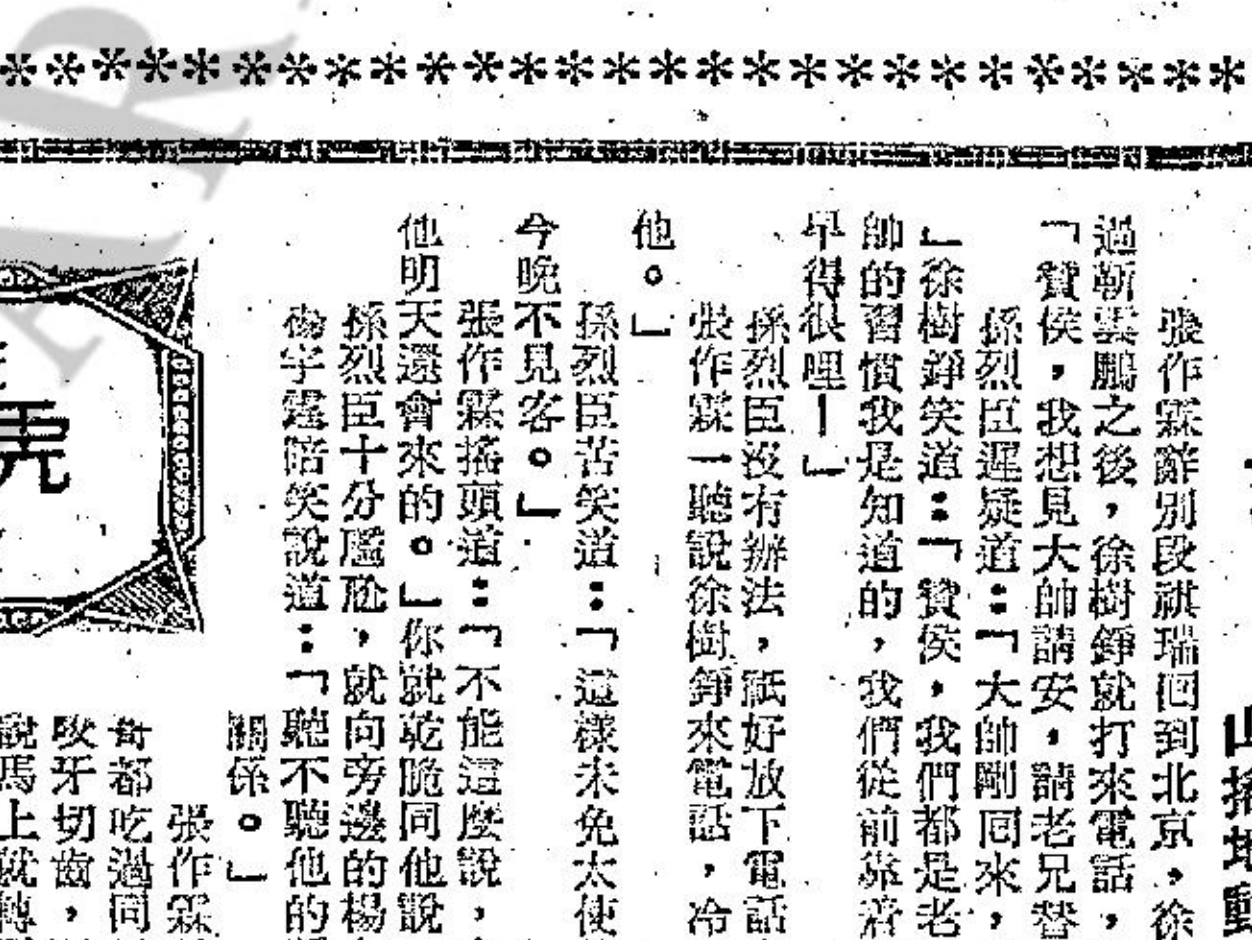 山搖地動
張作霖辭別段祺瑞回到北京，徐
過靳雲鵬之後，徐樹錚就打來電話，
「贊侯，我想見大帥請安，請老兄替
孫烈臣遲疑道：「大帥剛回來，
」徐樹錚笑道：「贊侯，我們都是老
帥的習慣我是知道的，我們從前
早得很哩！」
孫烈臣沒有辦法，祇好放下電話
張作霖一聽說徐樹錚來電話，冷
他。」
孫烈臣苦笑道：「這樣未免太使
今晚不見客。」
張作霖搖頭道：「不能這麼說，
他明天還會來的。」你就乾脆同他說
孫烈臣十分尷尬，就向旁邊的楊
楊宇霆陪笑說道：「聽不聽他的
關係。」
張作霖
都吃過同
咬牙切齒，
說馬上就轉
虎